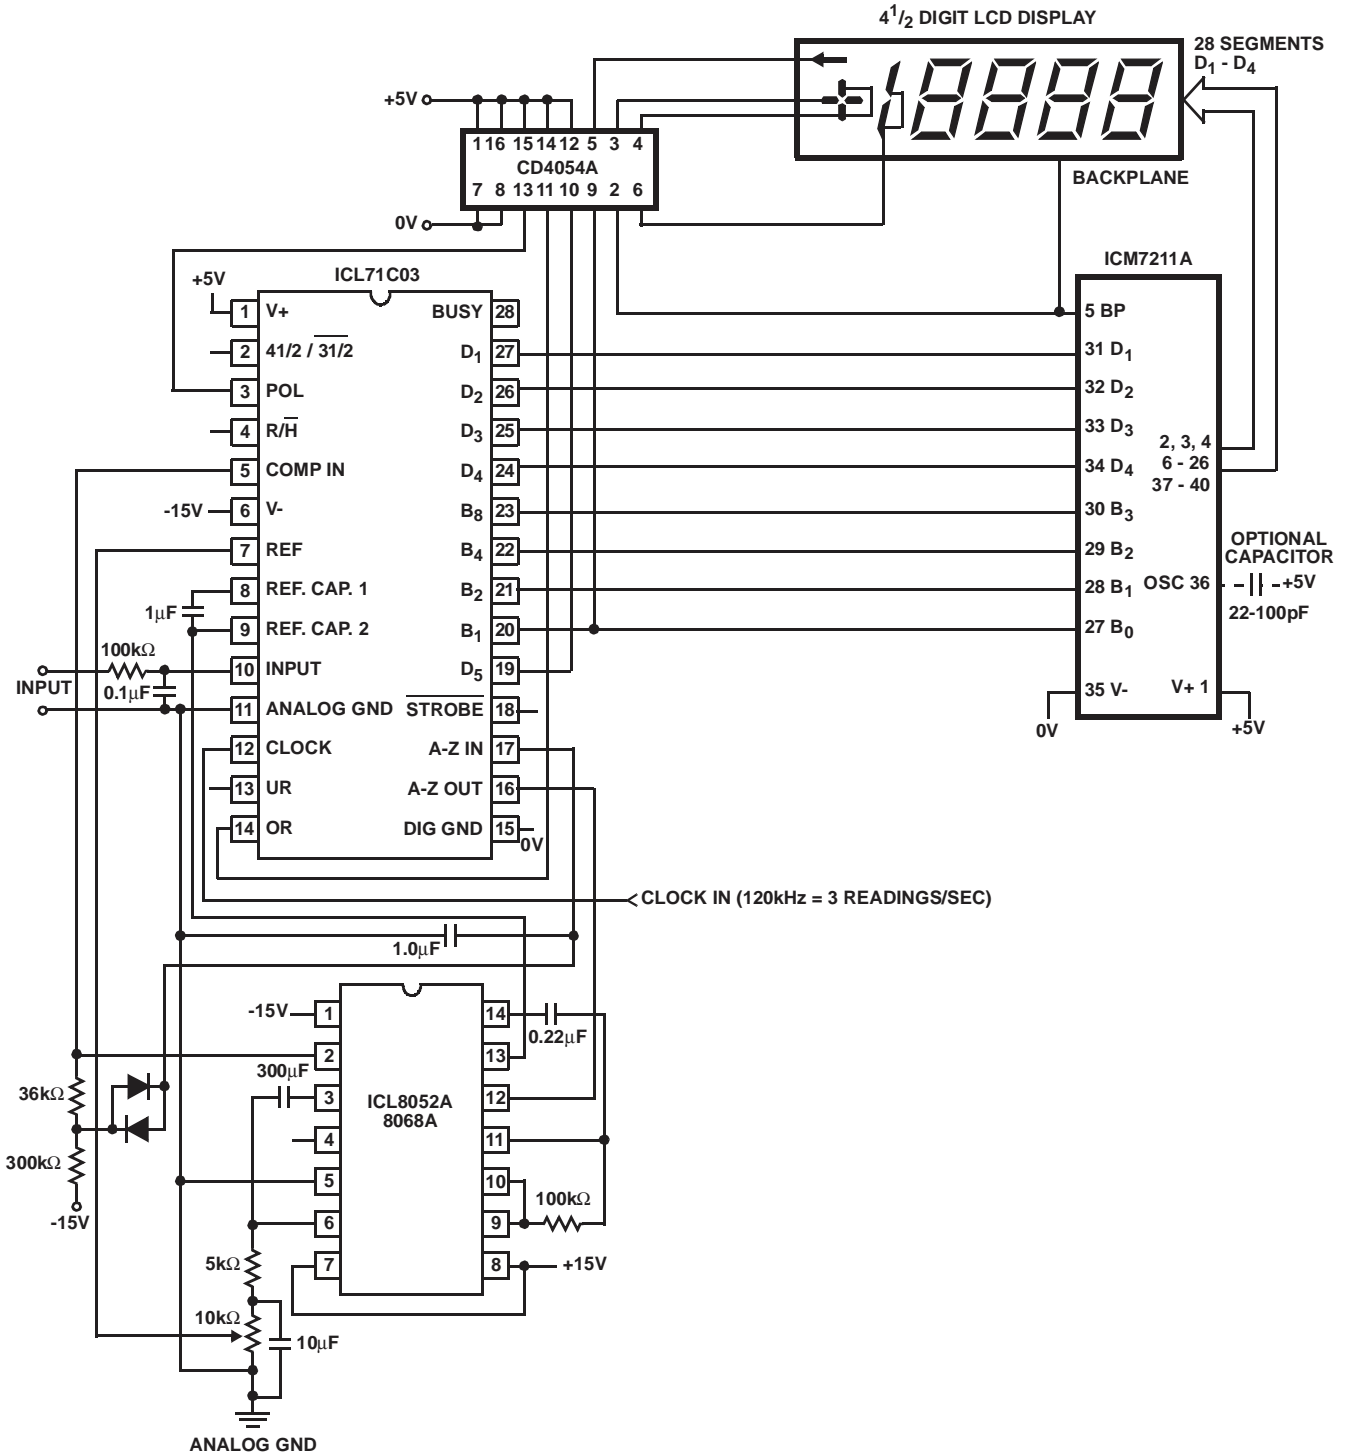 4 1/2 DIGIT LCD DISPLAY
28 SEGMENTS
D1 - D4
+5V
1 16 15 14 12 5 3 4
CD4054A
7 8 13 11 10 9 2 6
0V
BACKPLANE
ICL71C03
ICM7211A
+5V
1 V+
BUSY 28
5 BP
2 41/2 / 31/2
D1 27
31 D1
3 POL
D2 26
32 D2
4 R/H
D3 25
33 D3
2, 3, 4
6 - 26
37 - 40
5 COMP IN
D4 24
34 D4
-15V
6 V-
B8 23
30 B3
7 REF
B4 22
29 B2
OPTIONAL
CAPACITOR
8 REF. CAP. 1
B2 21
28 B1
OSC 36
+5V
22-100pF
1µF
9 REF. CAP. 2
B1 20
27 B0
100kΩ
INPUT
0.1µF
10 INPUT
D5 19
35 V-
V+ 1
0V
+5V
11 ANALOG GND
STROBE 18
12 CLOCK
A-Z IN 17
13 UR
A-Z OUT 16
14 OR
DIG GND 15
0V
CLOCK IN (120kHz = 3 READINGS/SEC)
1.0µF
-15V
1
14
0.22µF
2
13
300µF
3
12
ICL8052A
8068A
36kΩ
4
11
300kΩ
5
10
100kΩ
-15V
6
9
5kΩ
7
8
+15V
10kΩ
10µF
ANALOG GND